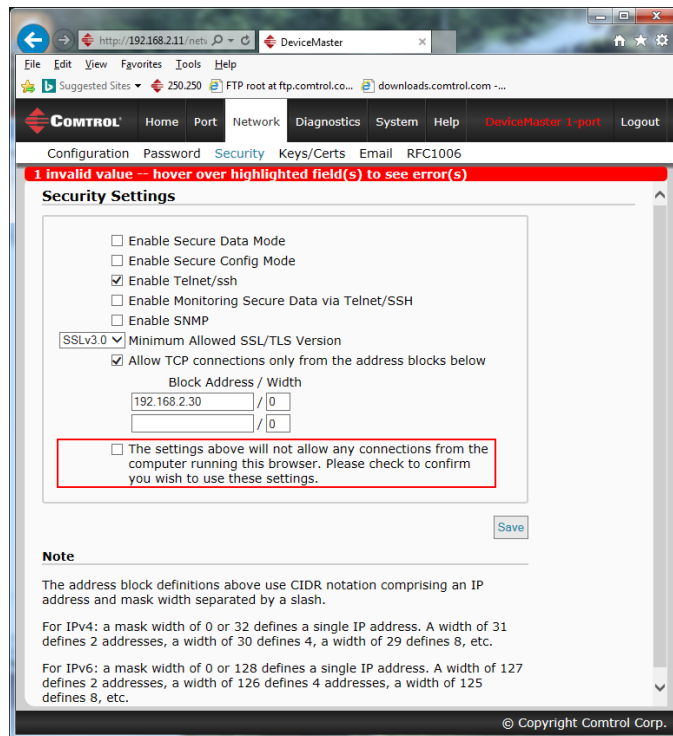 http://192.168.2.11/netw
DeviceMaster
File Edit View Favorites Tools Help
Suggested Sites 250.250 FTP root at ftp.comtrol.co... downloads.comtrol.com -...
COMTROL Home Port Network Diagnostics System Help DeviceMaster 1-port Logout
Configuration Password Security Keys/Certs Email RFC1006
1 invalid value -- hover over highlighted field(s) to see error(s)
Security Settings
Enable Secure Data Mode
Enable Secure Config Mode
Enable Telnet/ssh
Enable Monitoring Secure Data via Telnet/SSH
Enable SNMP
SSLv3.0 Minimum Allowed SSL/TLS Version
Allow TCP connections only from the address blocks below
Block Address / Width
192.168.2.30 / 0
/ 0
The settings above will not allow any connections from the
computer running this browser. Please check to confirm
you wish to use these settings.
Save
Note
The address block definitions above use CIDR notation comprising an IP
address and mask width separated by a slash.
For IPv4: a mask width of 0 or 32 defines a single IP address. A width of 31
defines 2 addresses, a width of 30 defines 4, a width of 29 defines 8, etc.
For IPv6: a mask width of 0 or 128 defines a single IP address. A width of 127
defines 2 addresses, a width of 126 defines 4 addresses, a width of 125
defines 8, etc.
© Copyright Comtrol Corp.